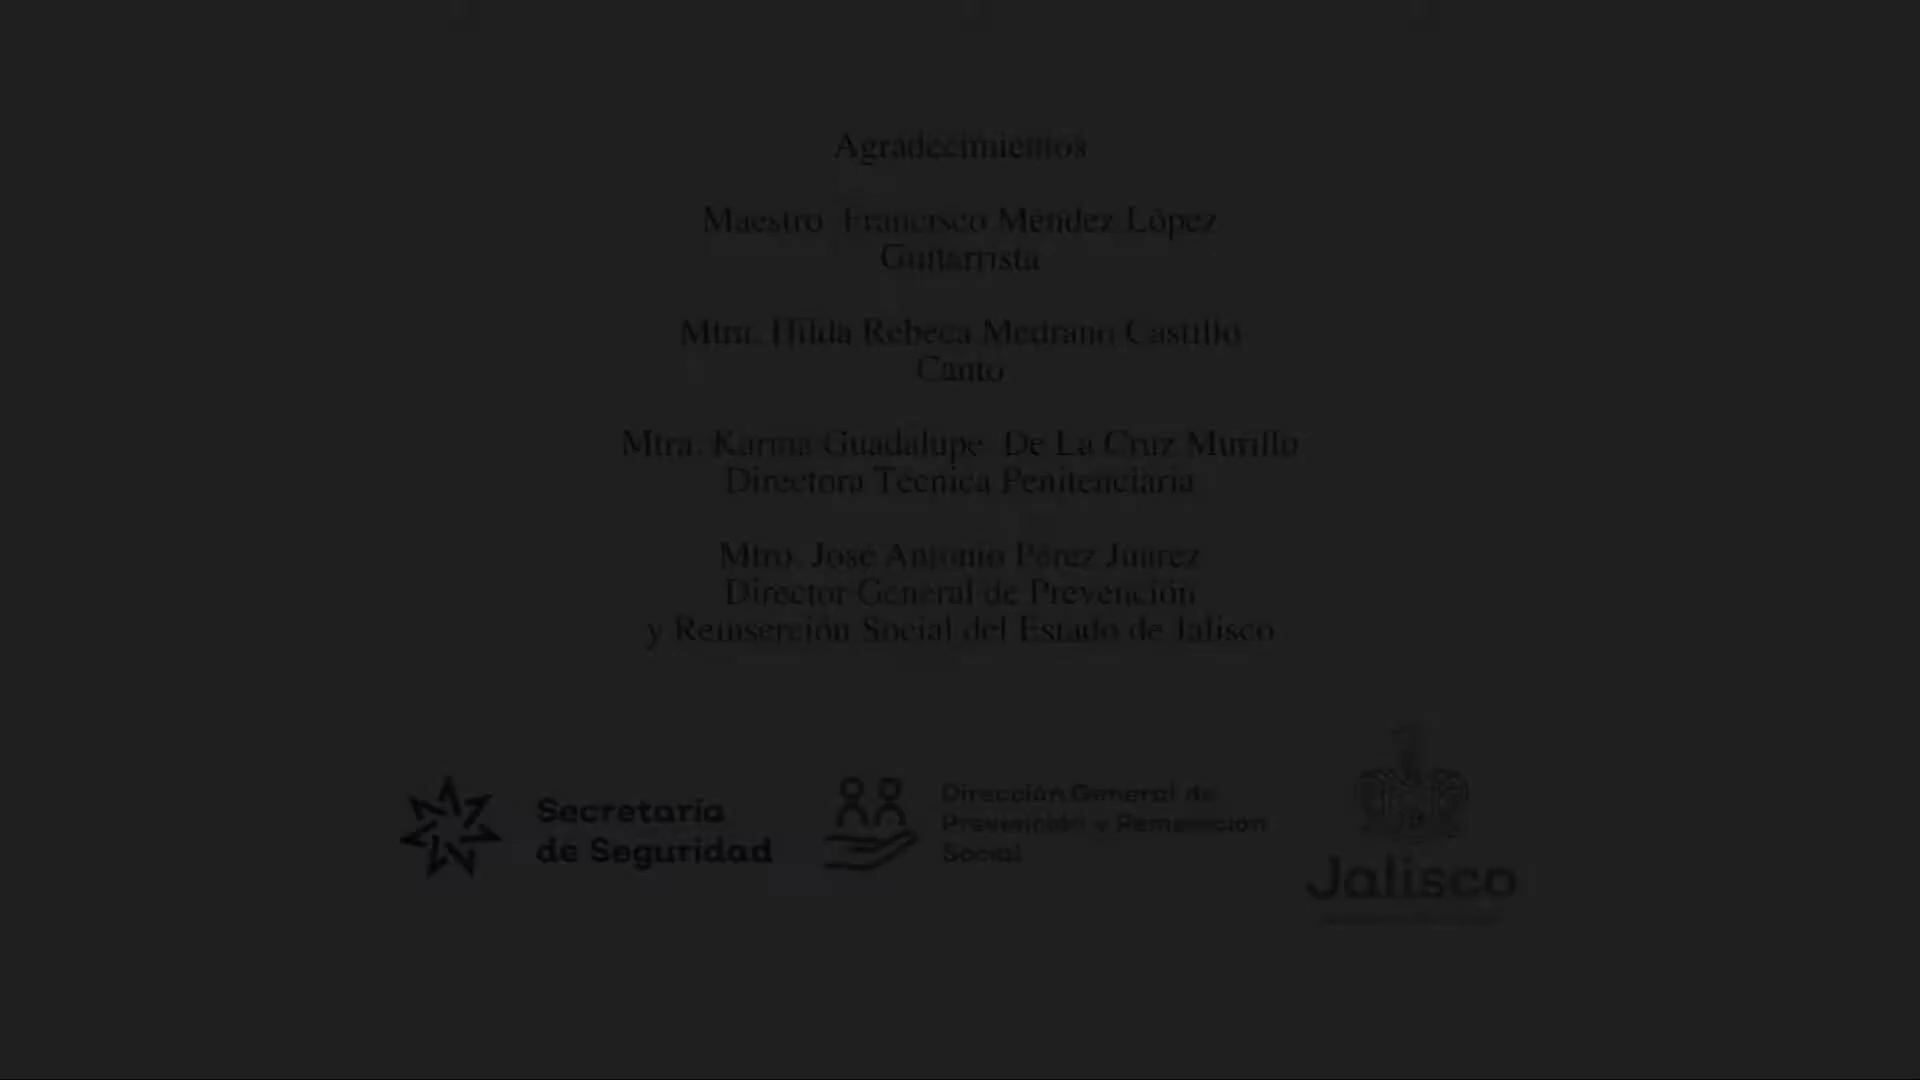 Agradecimientos
Maestro. Francisco Méndez López
Guitarrista
Mtra. Hilda Rebeca Medrano Castillo
Canto
Mtra. Karina Guadalupe De La Cruz Murillo
Directora Técnica Penitenciaria
Mtro. José Antonio Pérez Juárez
Director General de Prevención
y Reinserción Social del Estado de Jalisco
Secretaría
de Seguridad
Dirección General de
Prevención y Reinserción
Social
Jalisco